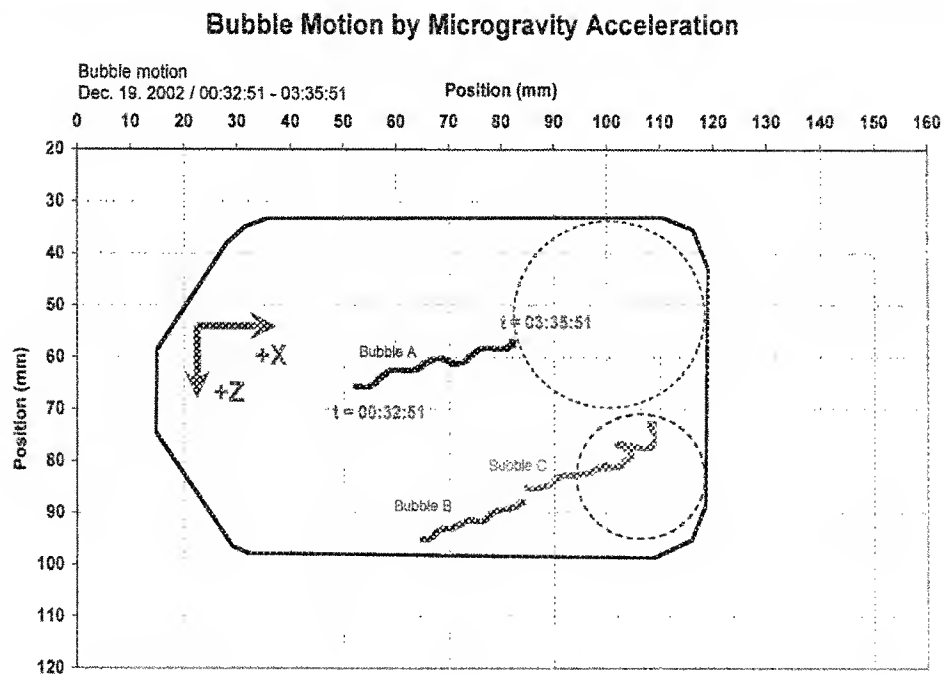 Bubble Motion by Microgravity Acceleration
Bubble motion
Dec. 19. 2002 / 00:32:51 - 03:35:51
Position (mm)
0 10 20 30 40 50 60 70 80 90 100 110 120 130 140 150 160
20
30
40
50
t = 03:35:51
+X
Bubble A
60
+Z
t = 00:32:51
70
Position (mm)
80
Bubble C
90
Bubble B
100
110
120